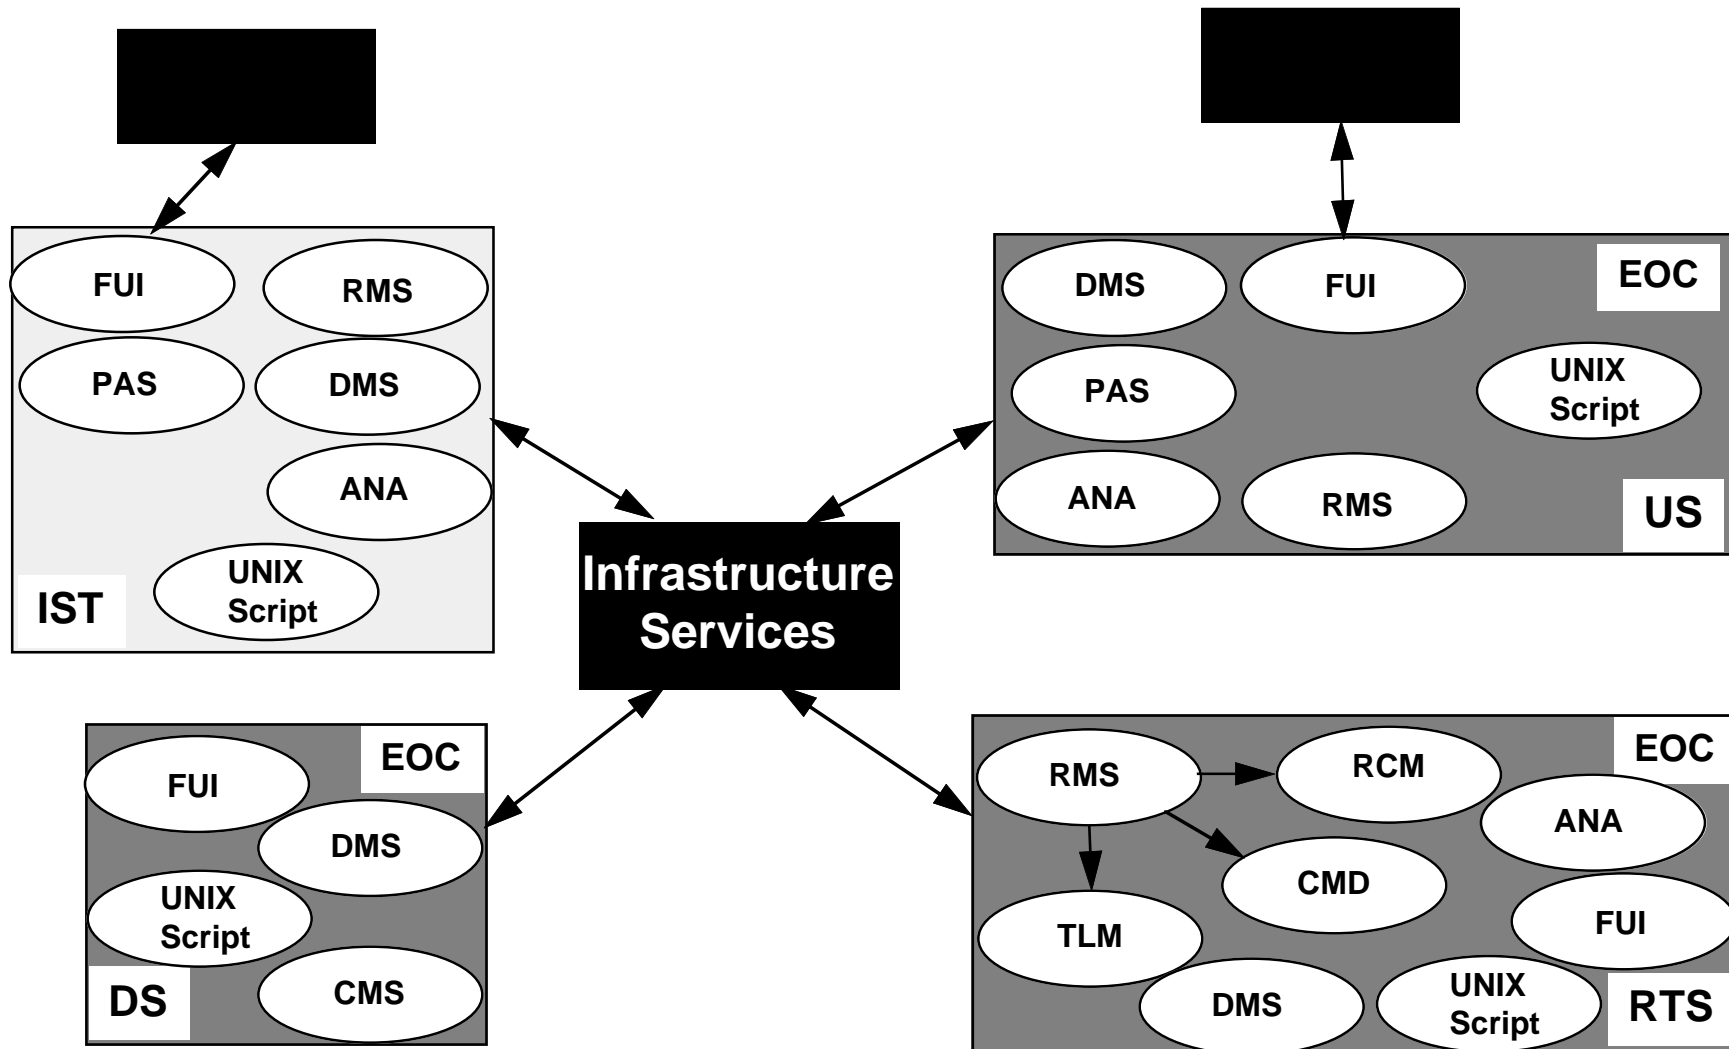 FUI
RMS
PAS
DMS
ANA
UNIX
Script
IST
DMS
FUI
EOC
PAS
UNIX
Script
ANA
RMS
US
Infrastructure
Services
FUI
EOC
DMS
UNIX
Script
CMS
DS
RMS
RCM
EOC
ANA
CMD
TLM
FUI
DMS
UNIX
Script
RTS